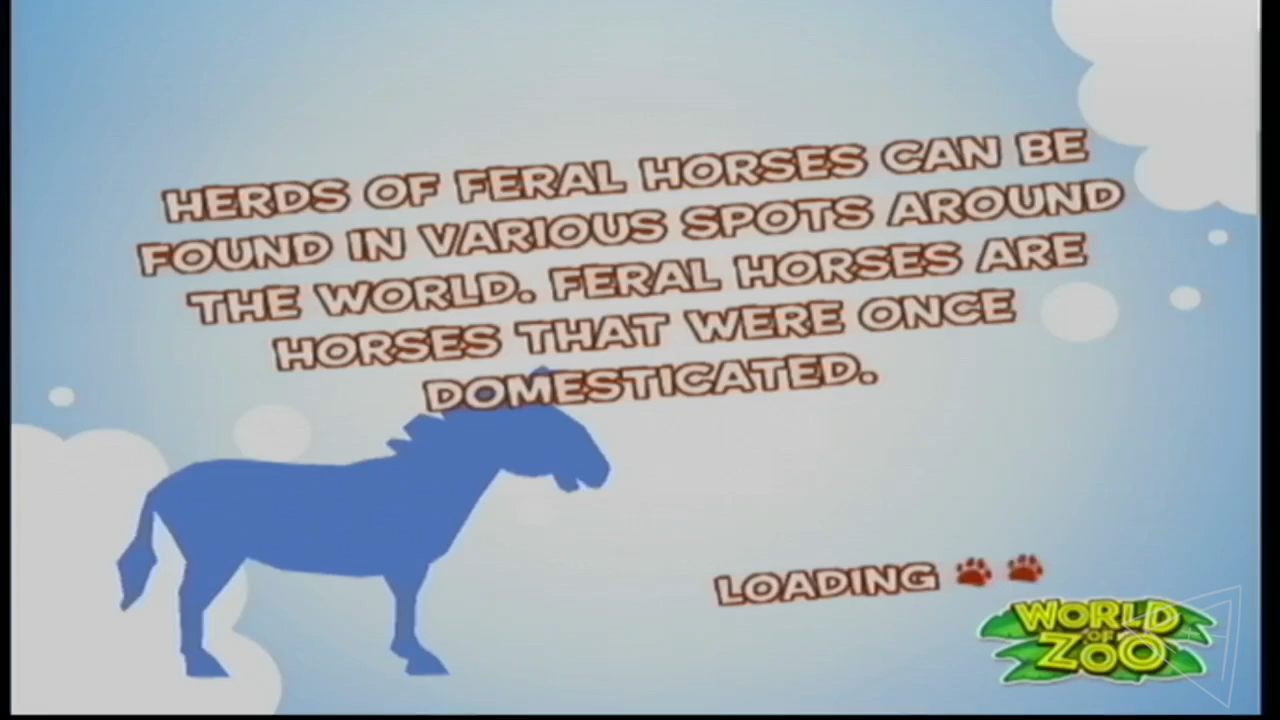 HERDS OF FERAL HORSES CAN BE
FOUND IN VARIOUS SPOTS AROUND
THE WORLD. FERAL HORSES ARE
HORSES THAT WERE ONCE
DOMESTICATED.
LOADING
WORLD
OF
ZOO